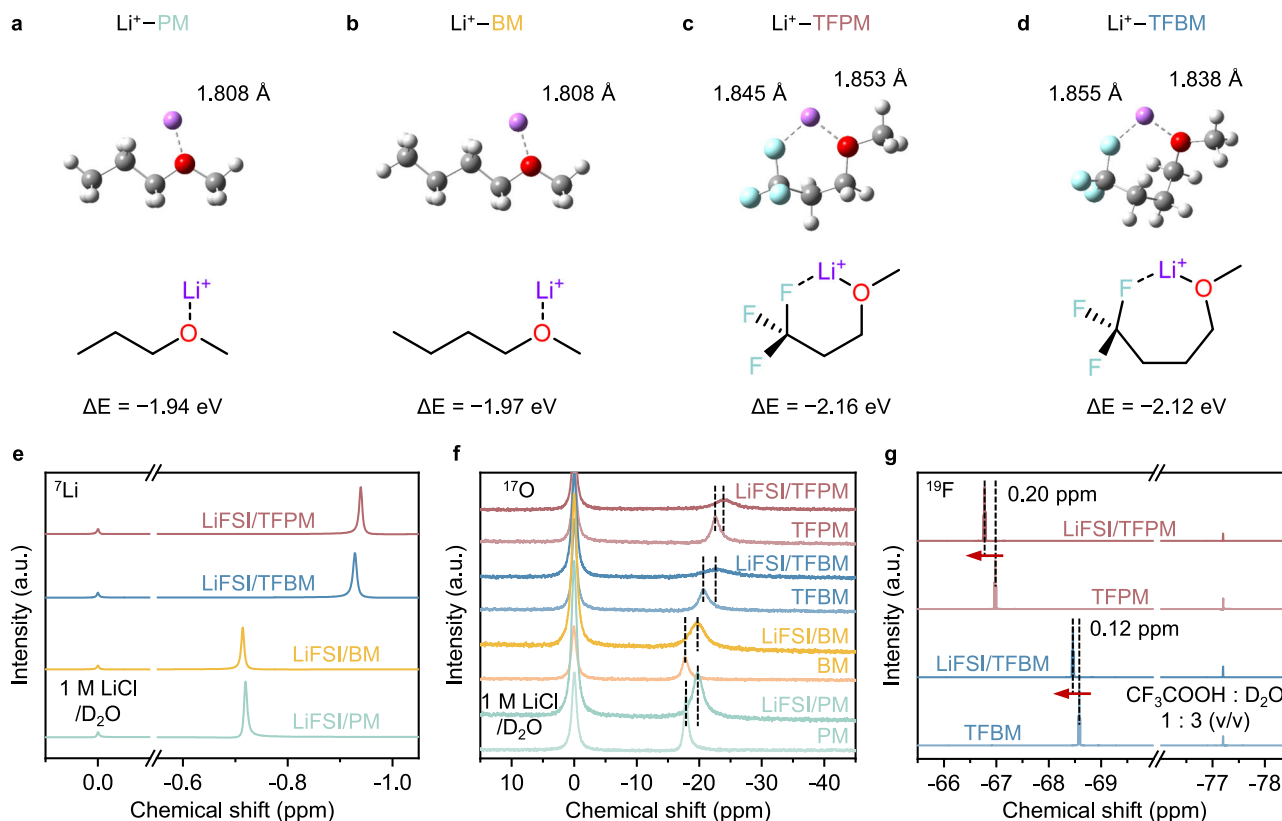 a Li⁺–PM b Li⁺–BM c Li⁺–TFPM d Li⁺–TFBM
1.808 Å 1.808 Å 1.845 Å 1.853 Å 1.855 Å 1.838 Å
Li⁺ O
Li⁺ O
Li⁺ F O F F
Li⁺ F O F F
ΔE = −1.94 eV ΔE = −1.97 eV ΔE = −2.16 eV ΔE = −2.12 eV
e
⁷Li
LiFSI/TFPM
LiFSI/TFBM
LiFSI/BM
1 M LiCl
/D₂O
LiFSI/PM
Intensity (a.u.)
0.0 −0.6 −0.8 −1.0
Chemical shift (ppm)
f
¹⁷O
LiFSI/TFPM
TFPM
LiFSI/TFBM
TFBM
LiFSI/BM
BM
1 M LiCl
/D₂O
LiFSI/PM
PM
Intensity (a.u.)
15 0 −10 −20 −30 −40
Chemical shift (ppm)
g
¹⁹F
0.20 ppm
LiFSI/TFPM
TFPM
0.12 ppm
LiFSI/TFBM
CF₃COOH : D₂O
1 : 3 (v/v)
TFBM
Intensity (a.u.)
−66 −67 −68 −69 −77 −78
Chemical shift (ppm)